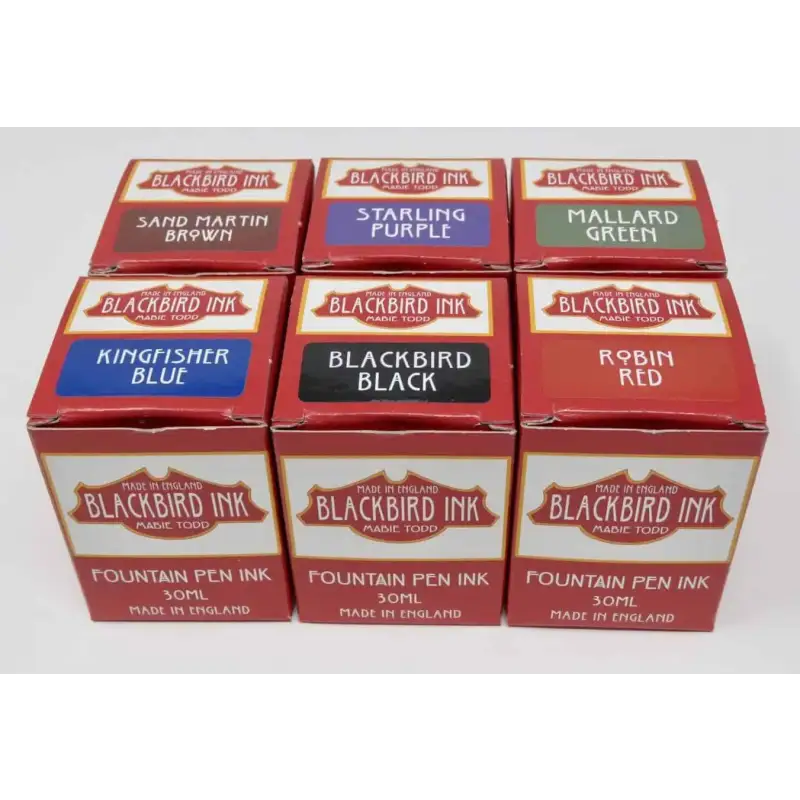 MADE IN ENGLAND
BLACKBIRD INK
MABIE TODD
SAND MARTIN
BROWN
MADE IN ENGLAND
BLACKBIRD INK
MABIE TODD
STARLING
PURPLE
MADE IN ENGLAND
BLACKBIRD INK
MABIE TODD
MALLARD
GREEN
MADE IN ENGLAND
BLACKBIRD INK
MABIE TODD
KINGFISHER
BLUE
MADE IN ENGLAND
BLACKBIRD INK
MABIE TODD
BLACKBIRD
BLACK
MADE IN ENGLAND
BLACKBIRD INK
MABIE TODD
ROBIN
RED
MADE IN ENGLAND
BLACKBIRD INK
MABIE TODD
FOUNTAIN PEN INK
30ML
MADE IN ENGLAND
MADE IN ENGLAND
BLACKBIRD INK
MABIE TODD
FOUNTAIN PEN INK
30ML
MADE IN ENGLAND
MADE IN ENGLAND
BLACKBIRD INK
MABIE TODD
FOUNTAIN PEN INK
30ML
MADE IN ENGLAND